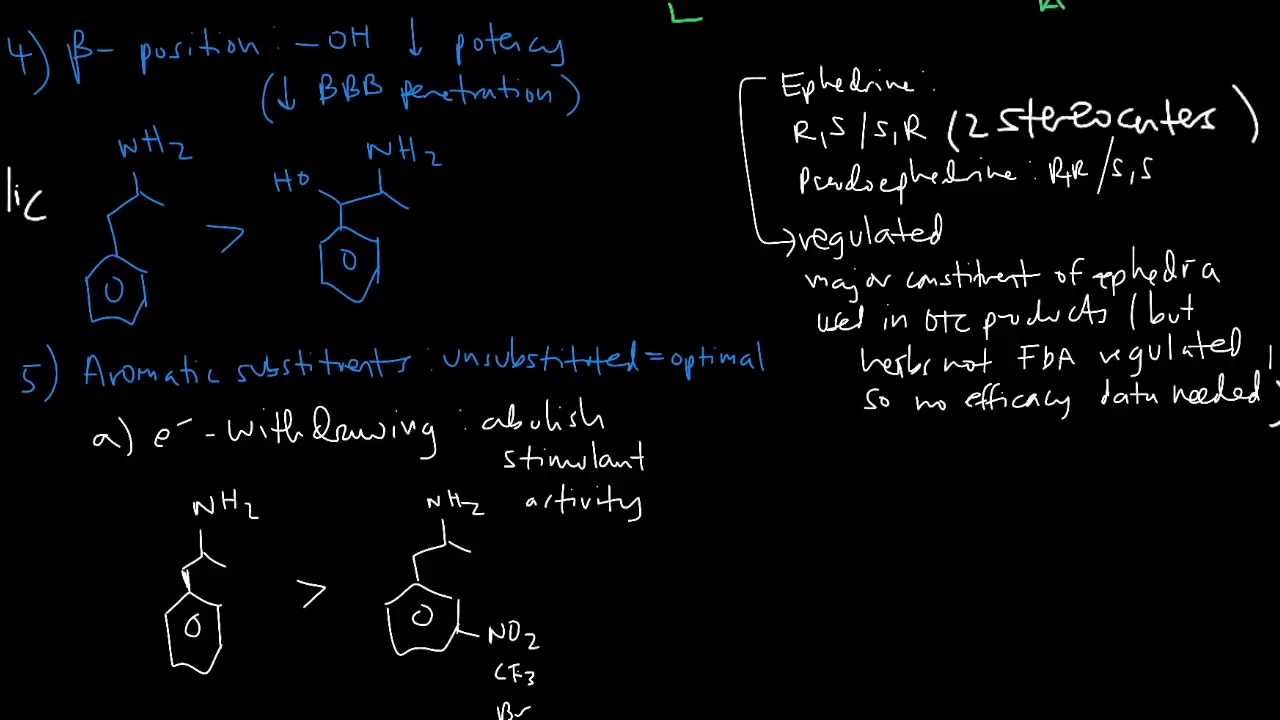 4) β- position : -OH ↓ potency
(↓ BBB penetration)
NH2
HO NH2
lic
>
5) Aromatic substituents : unsubstituted = optimal
a) e⁻ - withdrawing : abolish
stimulant
activity
NH2
>
NH2
NO2
CF3
Br
Ephedrine :
R,S / S,R (2 stereocenters)
Pseudoephedrine : R,R / S,S
→ regulated
major constituent of ephedra
used in OTC products (but
herbs not FDA regulated
so no efficacy data needed